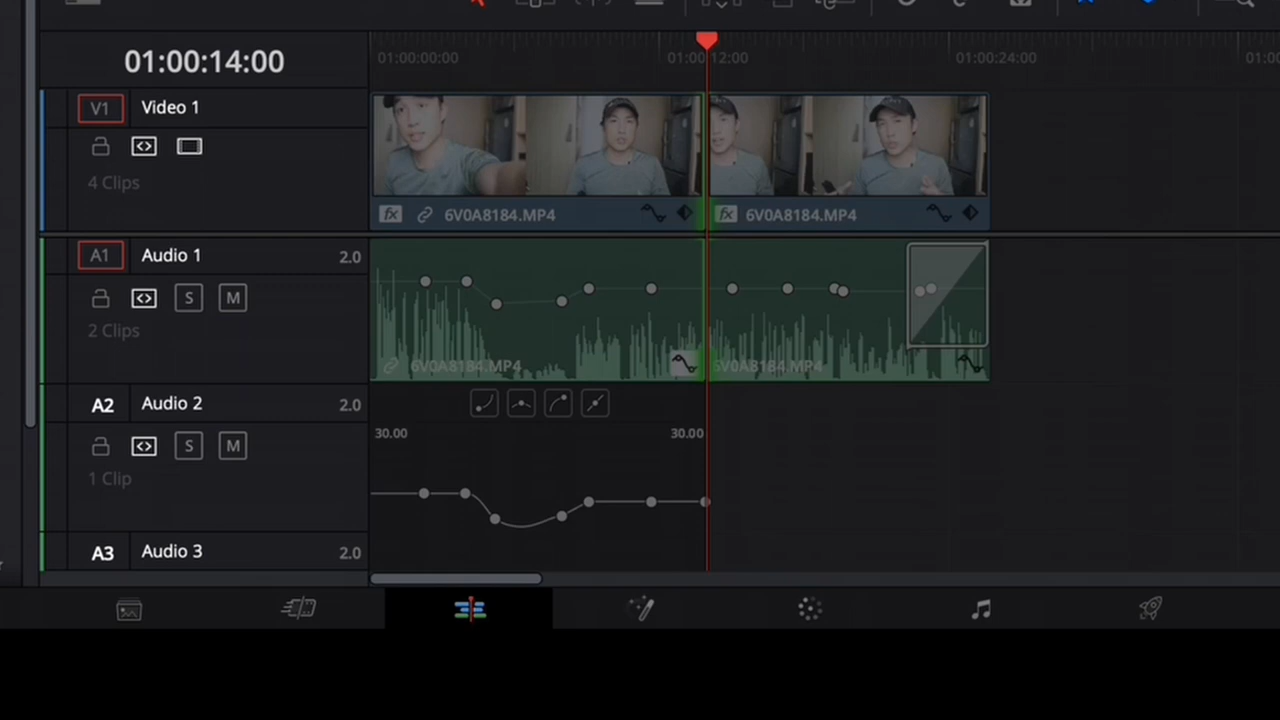 01:00:14:00
01:00:00:00
01:00:12:00
01:00:24:00
V1
Video 1
4 Clips
fx
6V0A8184.MP4
fx
6V0A8184.MP4
A1
Audio 1
2.0
S
M
2 Clips
6V0A8184.MP4
6V0A8184.MP4
A2
Audio 2
2.0
S
M
1 Clip
30.00
30.00
A3
Audio 3
2.0